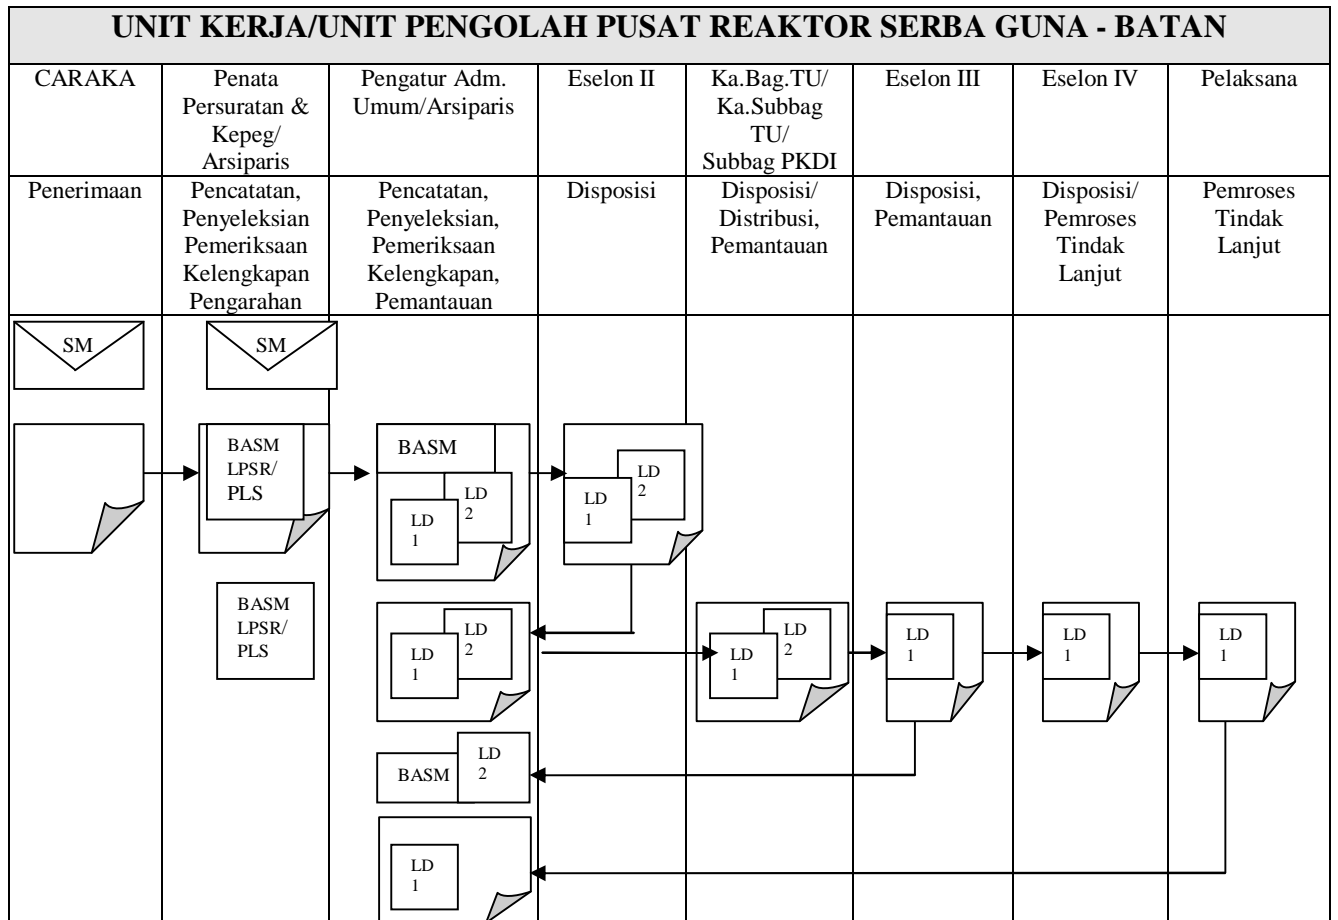 UNIT KERJA/UNIT PENGOLAH PUSAT REAKTOR SERBA GUNA - BATAN
CARAKA
Penata
Persuratan &
Kepeg/
Arsiparis
Pengatur Adm.
Umum/Arsiparis
Eselon II
Ka.Bag.TU/
Ka.Subbag
TU/
Subbag PKDI
Eselon III
Eselon IV
Pelaksana
Penerimaan
Pencatatan,
Penyeleksian
Pemeriksaan
Kelengkapan
Pengarahan
Pencatatan,
Penyeleksian,
Pemeriksaan
Kelengkapan,
Pemantauan
Disposisi
Disposisi/
Distribusi,
Pemantauan
Disposisi,
Pemantauan
Disposisi/
Pemroses
Tindak
Lanjut
Pemroses
Tindak
Lanjut
SM
SM
BASM
LPSR/
PLS
BASM
LD
2
LD
1
LD
2
LD
1
BASM
LPSR/
PLS
LD
2
LD
1
LD
2
LD
1
LD
1
LD
1
LD
1
BASM
LD
2
LD
1